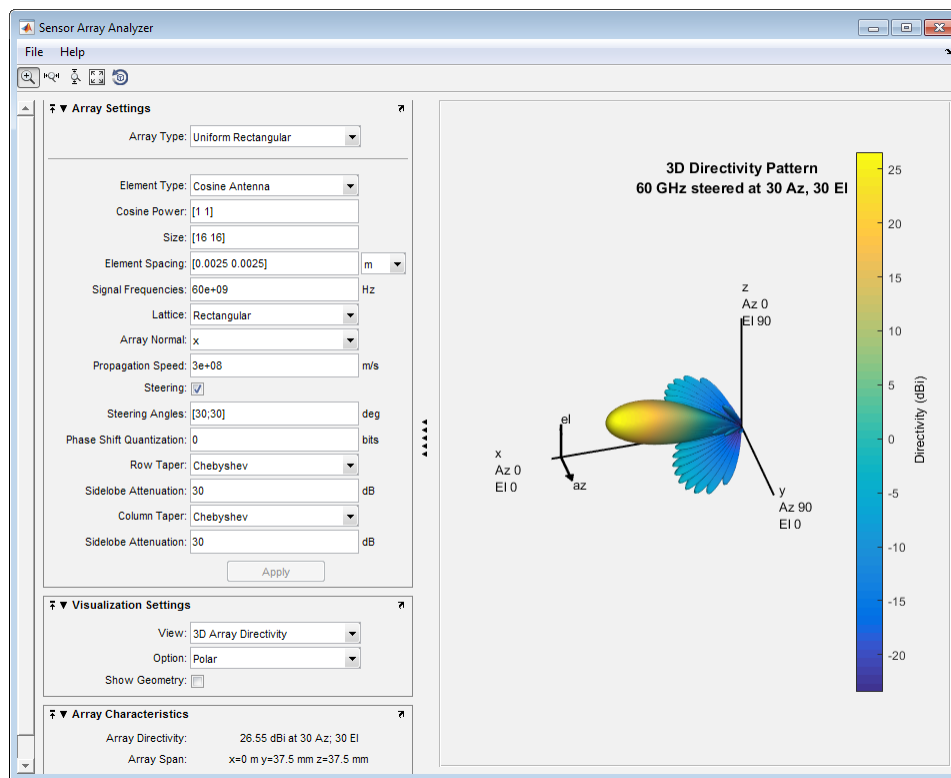 Sensor Array Analyzer
File Help
Array Settings
Array Type: Uniform Rectangular
Element Type: Cosine Antenna
Cosine Power: [1 1]
Size: [16 16]
Element Spacing: [0.0025 0.0025] m
Signal Frequencies: 60e+09 Hz
Lattice: Rectangular
Array Normal: x
Propagation Speed: 3e+08 m/s
Steering:
Steering Angles: [30;30] deg
Phase Shift Quantization: 0 bits
Row Taper: Chebyshev
Sidelobe Attenuation: 30 dB
Column Taper: Chebyshev
Sidelobe Attenuation: 30 dB
Apply
Visualization Settings
View: 3D Array Directivity
Option: Polar
Show Geometry:
Array Characteristics
Array Directivity: 26.55 dBi at 30 Az; 30 El
Array Span: x=0 m y=37.5 mm z=37.5 mm
3D Directivity Pattern
60 GHz steered at 30 Az, 30 El
z
Az 0
El 90
el
az
x
Az 0
El 0
y
Az 90
El 0
25
20
15
10
5
0
-5
-10
-15
-20
Directivity (dBi)